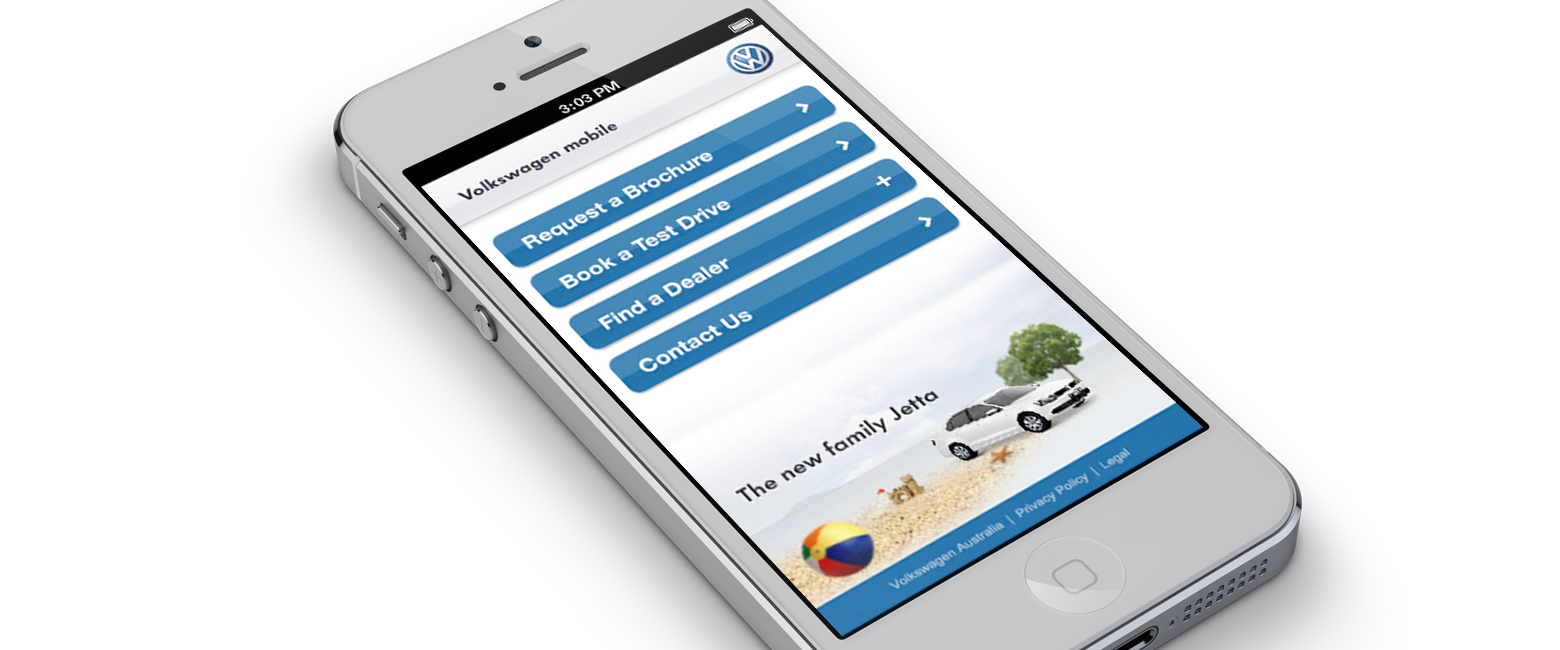 3:03 PM
Volkswagen mobile
Request a Brochure
Book a Test Drive
Find a Dealer
Contact Us
The new family Jetta
Volkswagen Australia | Privacy Policy | Legal